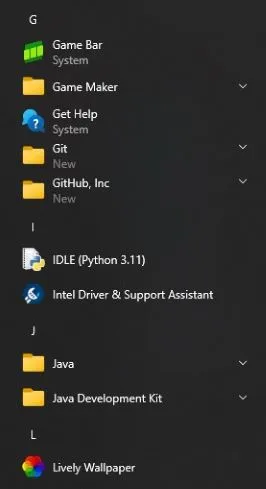 G
Game Bar
System
Game Maker
Get Help
System
Git
New
GitHub, Inc
New
I
IDLE (Python 3.11)
Intel Driver & Support Assistant
J
Java
Java Development Kit
L
Lively Wallpaper